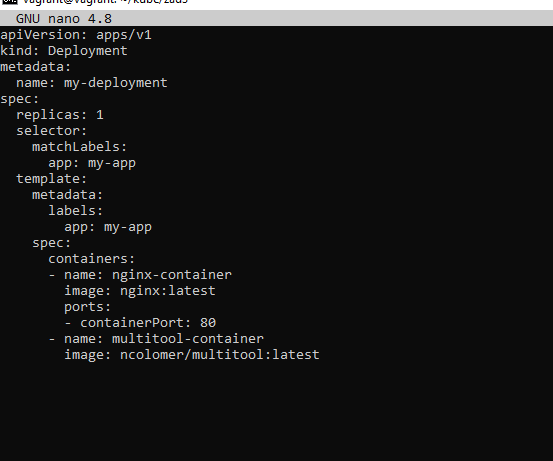 vagrant@vagrant: ~/kube/zad5
GNU nano 4.8
apiVersion: apps/v1
kind: Deployment
metadata:
  name: my-deployment
spec:
  replicas: 1
  selector:
    matchLabels:
      app: my-app
  template:
    metadata:
      labels:
        app: my-app
    spec:
      containers:
      - name: nginx-container
        image: nginx:latest
        ports:
        - containerPort: 80
      - name: multitool-container
        image: ncolomer/multitool:latest